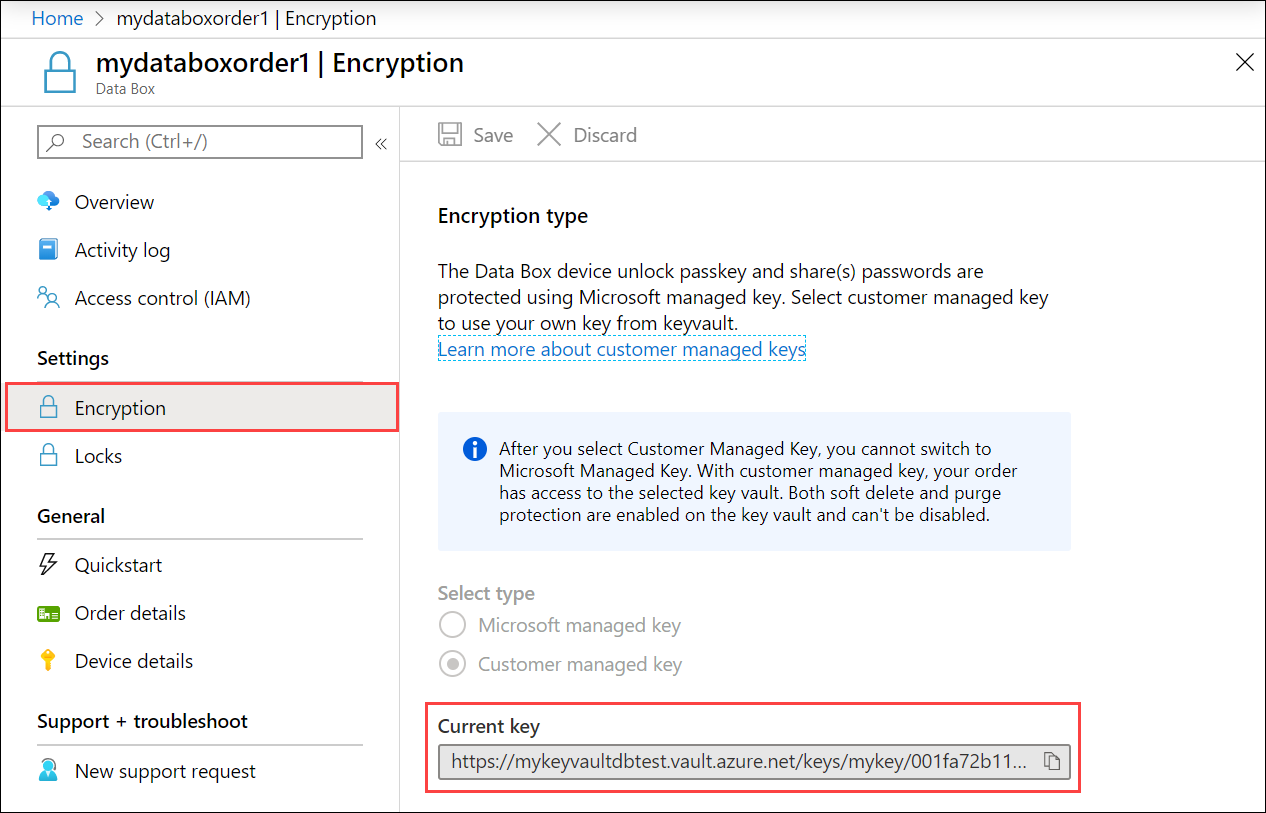 Home > mydataboxorder1 | Encryption
mydataboxorder1 | Encryption
Data Box
Search (Ctrl+/)
«
Overview
Activity log
Access control (IAM)
Settings
Encryption
Locks
General
Quickstart
Order details
Device details
Support + troubleshoot
New support request
Save Discard
Encryption type
The Data Box device unlock passkey and share(s) passwords are
protected using Microsoft managed key. Select customer managed key
to use your own key from keyvault.
Learn more about customer managed keys
After you select Customer Managed Key, you cannot switch to
Microsoft Managed Key. With customer managed key, your order
has access to the selected key vault. Both soft delete and purge
protection are enabled on the key vault and can't be disabled.
Select type
Microsoft managed key
Customer managed key
Current key
https://mykeyvaultdbtest.vault.azure.net/keys/mykey/001fa72b11...